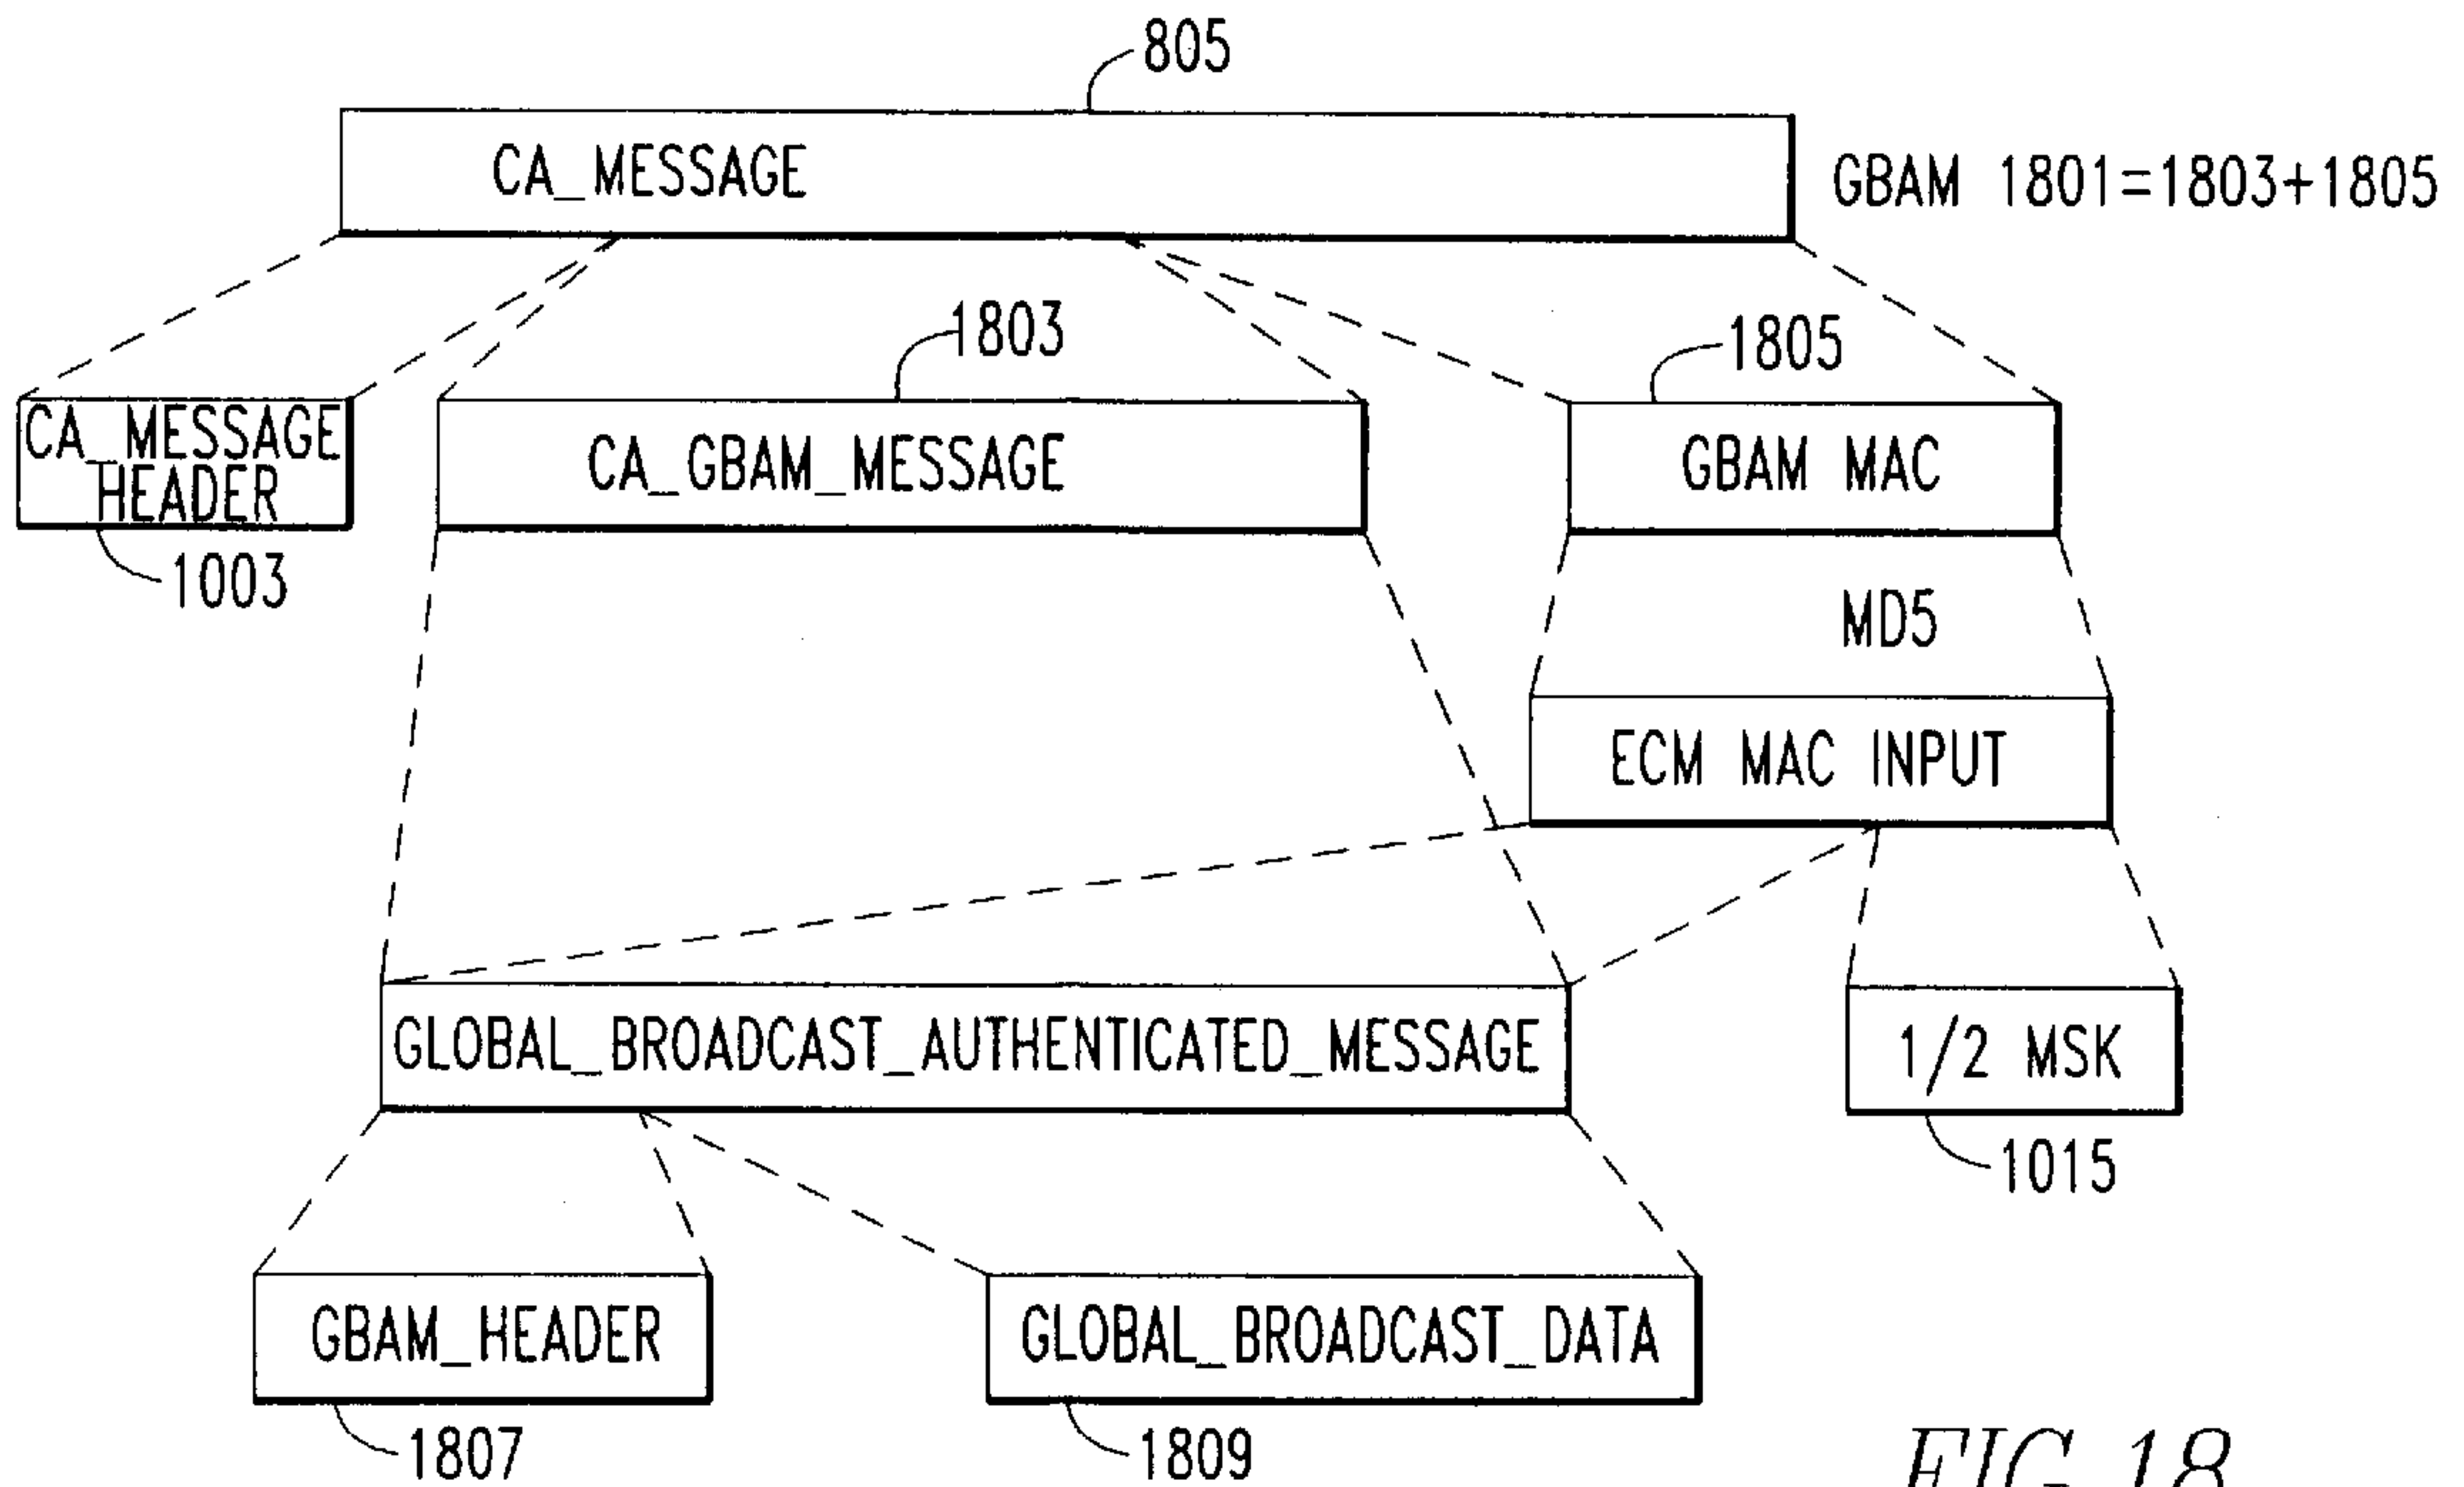 805
CA_MESSAGE
GBAM 1801=1803+1805
1803
1805
CA_MESSAGE
HEADER
CA_GBAM_MESSAGE
GBAM MAC
1003
MD5
ECM MAC INPUT
GLOBAL_BROADCAST_AUTHENTICATED_MESSAGE
1/2 MSK
1015
GBAM_HEADER
GLOBAL_BROADCAST_DATA
1807
1809
FIG.18